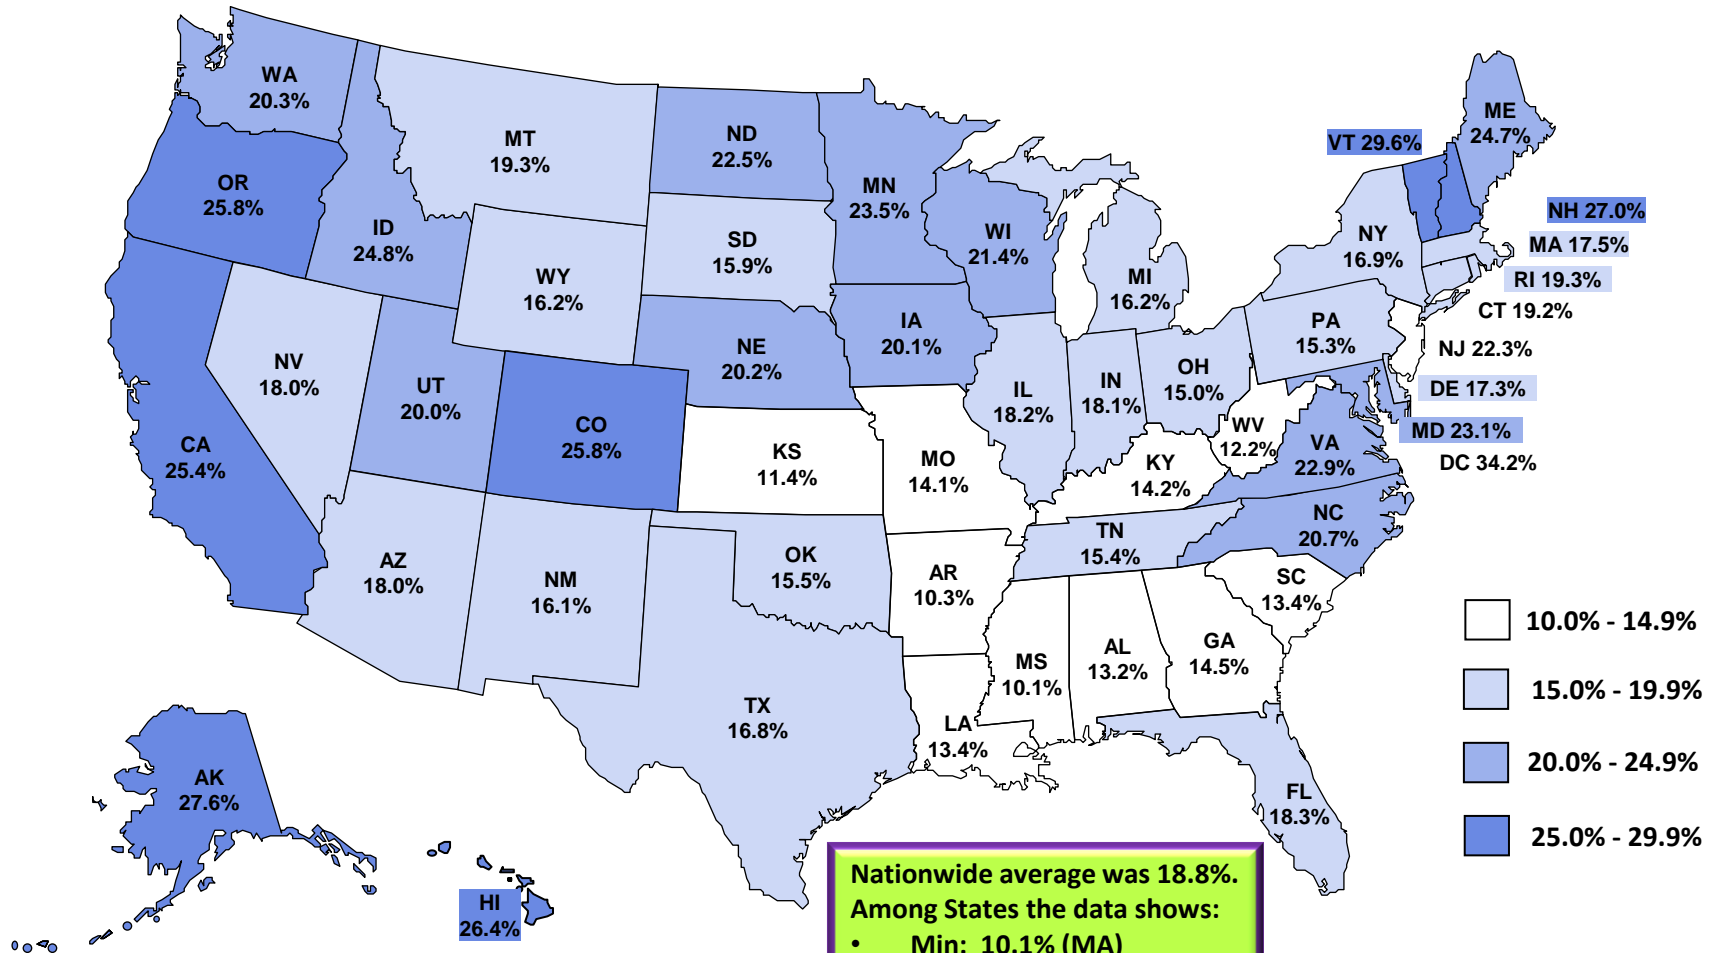 WA
20.3%
MT
19.3%
ND
22.5%
MN
23.5%
ME
24.7%
VT 29.6%
NH 27.0%
OR
25.8%
ID
24.8%
WY
16.2%
SD
15.9%
WI
21.4%
MI
16.2%
NY
16.9%
MA 17.5%
RI 19.3%
CT 19.2%
NJ 22.3%
DE 17.3%
MD 23.1%
DC 34.2%
NV
18.0%
UT
20.0%
CO
25.8%
NE
20.2%
IA
20.1%
IL
18.2%
IN
18.1%
OH
15.0%
PA
15.3%
CA
25.4%
KS
11.4%
MO
14.1%
KY
14.2%
WV
12.2%
VA
22.9%
NC
20.7%
TN
15.4%
AZ
18.0%
NM
16.1%
OK
15.5%
AR
10.3%
SC
13.4%
MS
10.1%
AL
13.2%
GA
14.5%
TX
16.8%
LA
13.4%
FL
18.3%
AK
27.6%
HI
26.4%
10.0% - 14.9%
15.0% - 19.9%
20.0% - 24.9%
25.0% - 29.9%
Nationwide average was 18.8%.
Among States the data shows:
• Min: 10.1% (MA)